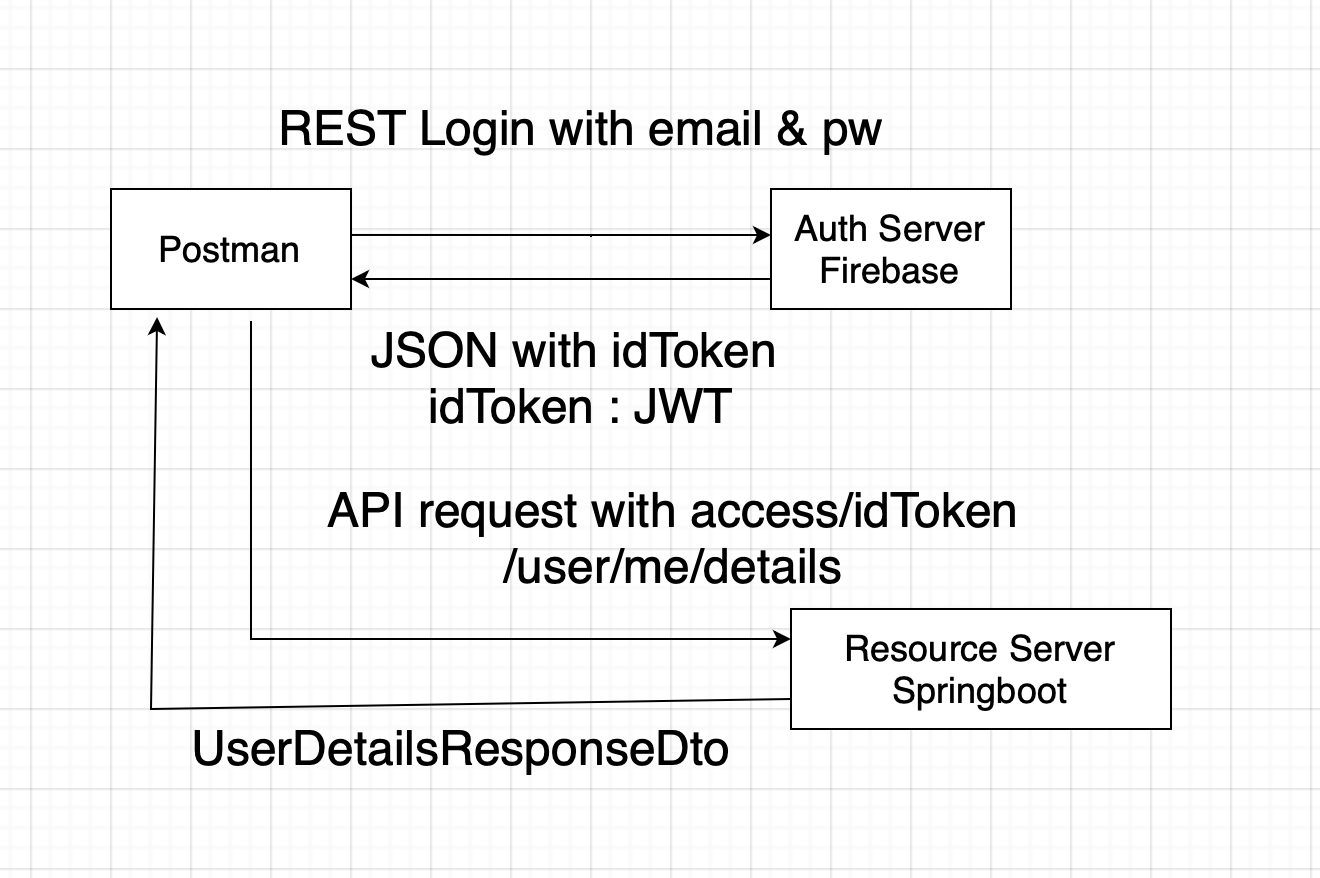 REST Login with email & pw
Postman
Auth Server
Firebase
JSON with idToken
idToken : JWT
API request with access/idToken
/user/me/details
Resource Server
Springboot
UserDetailsResponseDto